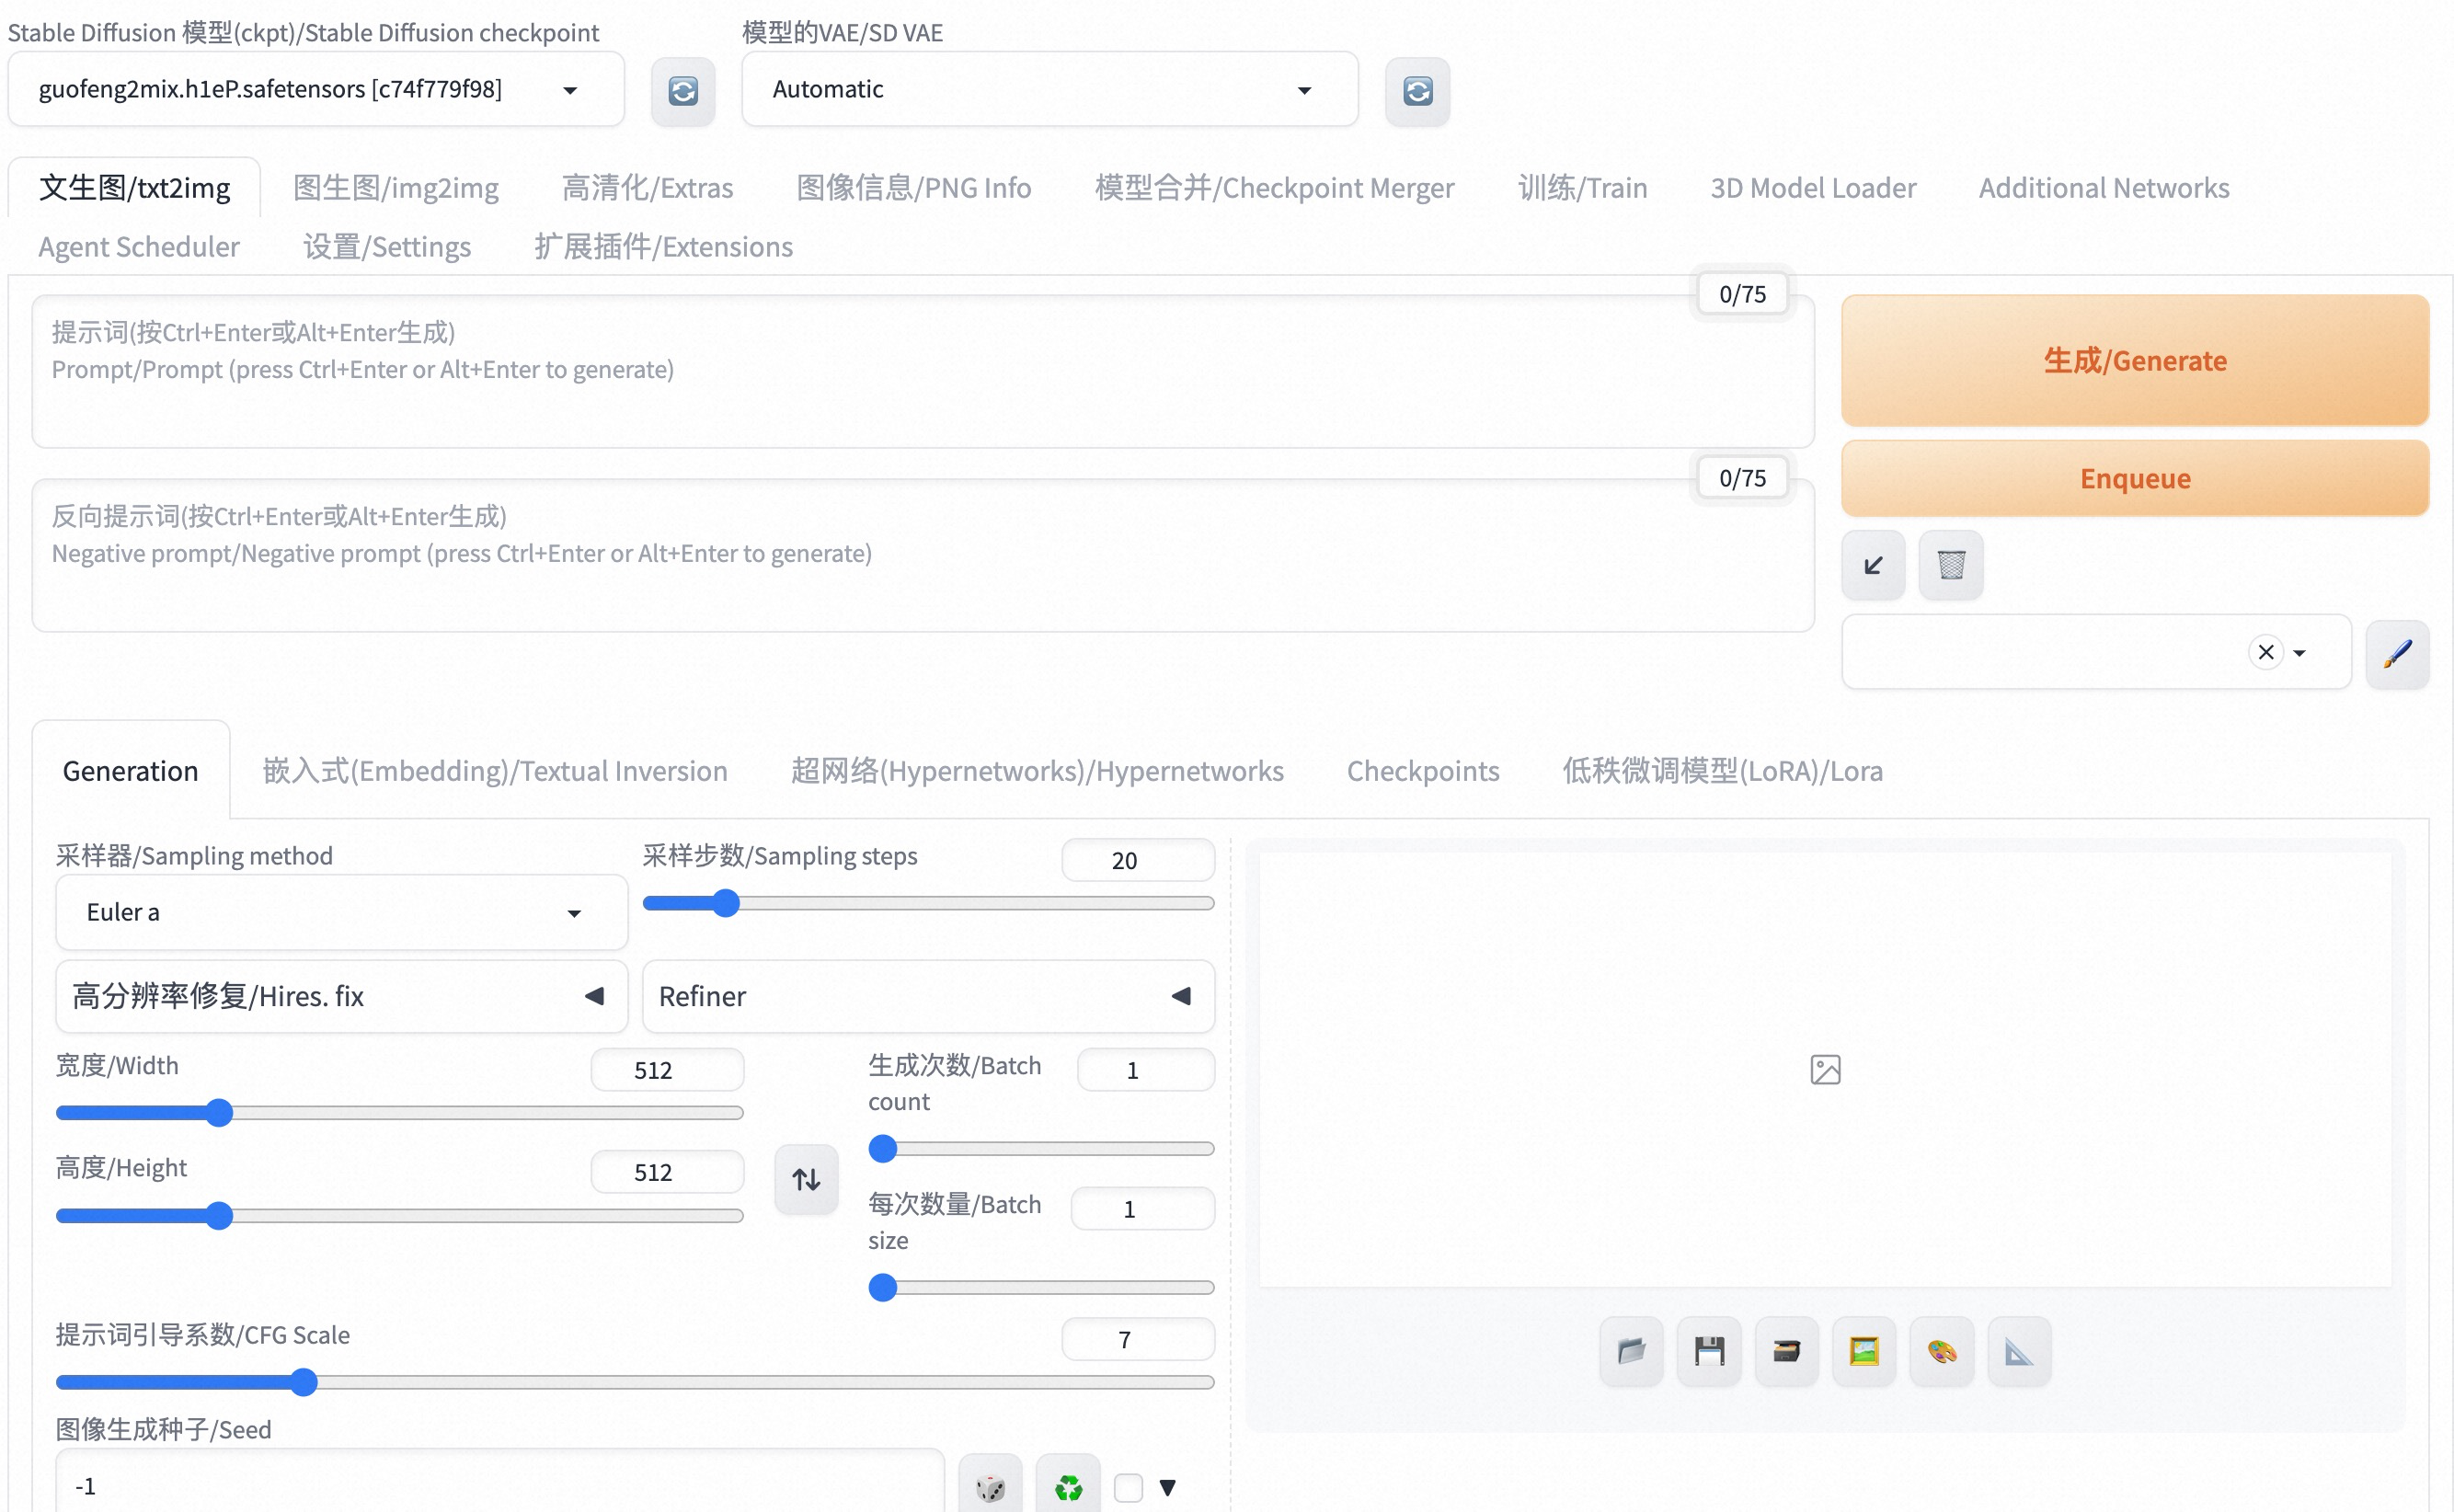 Stable Diffusion 模型(ckpt)/Stable Diffusion checkpoint
模型的VAE/SD VAE
guofeng2mix.h1eP.safetensors [c74f779f98]
Automatic
文生图/txt2img
图生图/img2img
高清化/Extras
图像信息/PNG Info
模型合并/Checkpoint Merger
训练/Train
3D Model Loader
Additional Networks
Agent Scheduler
设置/Settings
扩展插件/Extensions
0/75
提示词(按Ctrl+Enter或Alt+Enter生成)
Prompt/Prompt (press Ctrl+Enter or Alt+Enter to generate)
生成/Generate
0/75
反向提示词(按Ctrl+Enter或Alt+Enter生成)
Negative prompt/Negative prompt (press Ctrl+Enter or Alt+Enter to generate)
Enqueue
Generation
嵌入式(Embedding)/Textual Inversion
超网络(Hypernetworks)/Hypernetworks
Checkpoints
低秩微调模型(LoRA)/Lora
采样器/Sampling method
Euler a
采样步数/Sampling steps
20
高分辨率修复/Hires. fix
Refiner
宽度/Width
512
高度/Height
512
生成次数/Batch
count
1
每次数量/Batch
size
1
提示词引导系数/CFG Scale
7
图像生成种子/Seed
-1